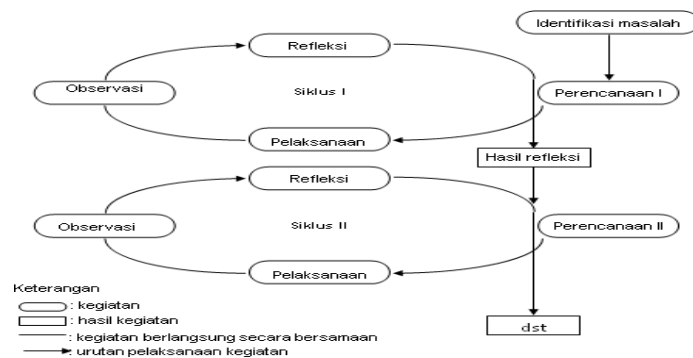 Identifikasi masalah
Refleksi
Observasi
Siklus I
Perencanaan I
Pelaksanaan
Hasil refleksi
Refleksi
Observasi
Siklus II
Perencanaan II
Pelaksanaan
Keterangan
: kegiatan
: hasil kegiatan
: kegiatan berlangsung secara bersamaan
: urutan pelaksanaan kegiatan
dst